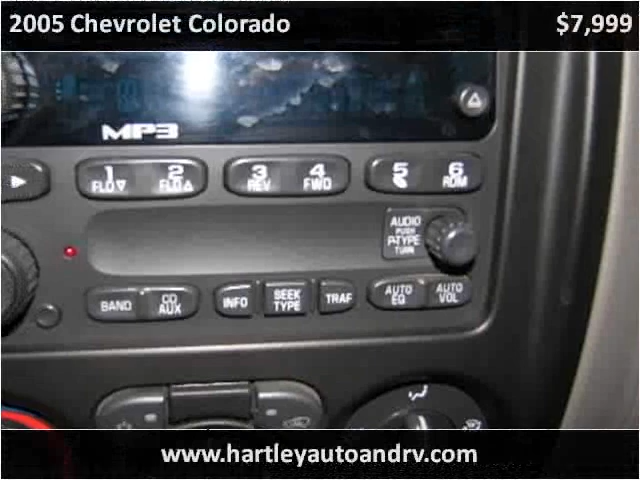 2005 Chevrolet Colorado $7,999
MP3
1 2 3 4 5 6
FLD▽ FLD△ REV FWD RDM
AUDIO
PUSH
P-TYPE
TURN
BAND CD AUX INFO SEEK TYPE TRAF AUTO EQ AUTO VOL
www.hartleyautoandrv.com